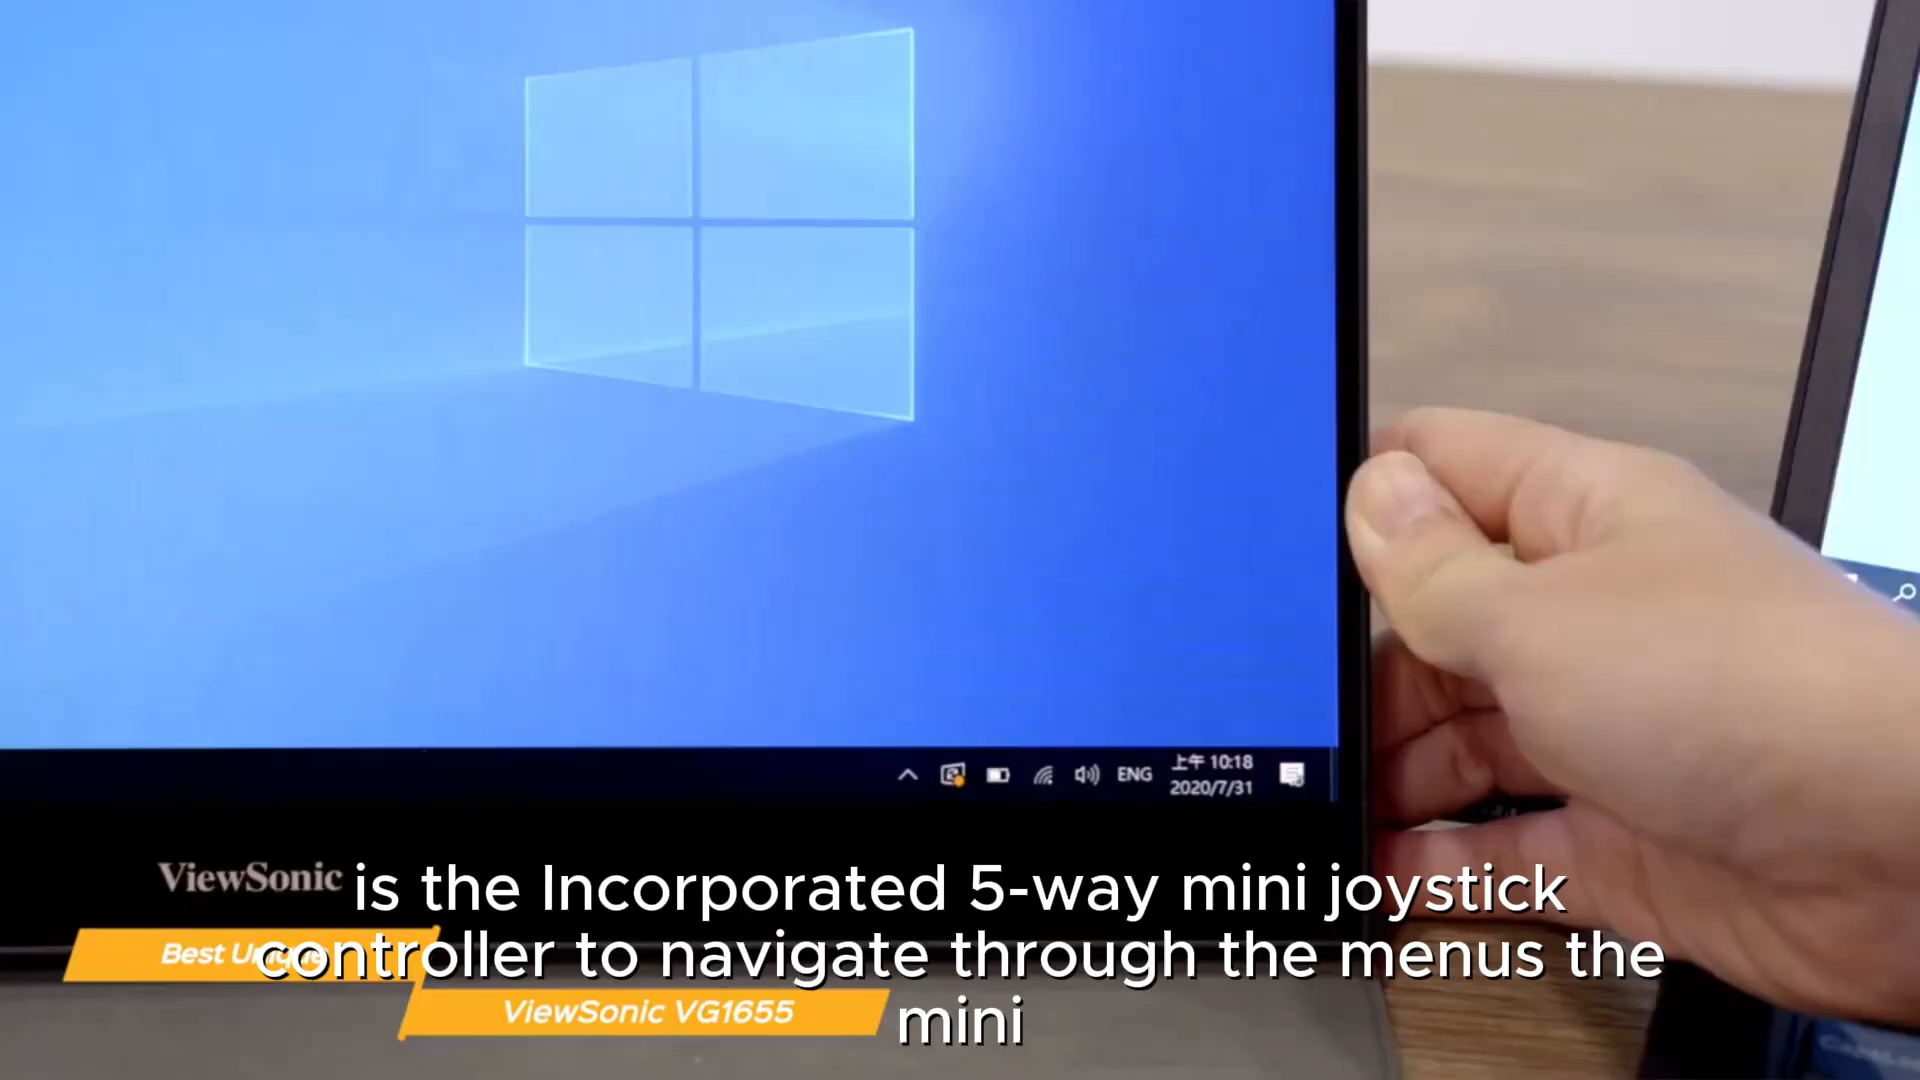 ENG
上午 10:18
2020/7/31
ViewSonic
is the Incorporated 5-way mini joystick
controller to navigate through the menus the
mini
Best Unique
ViewSonic VG1655